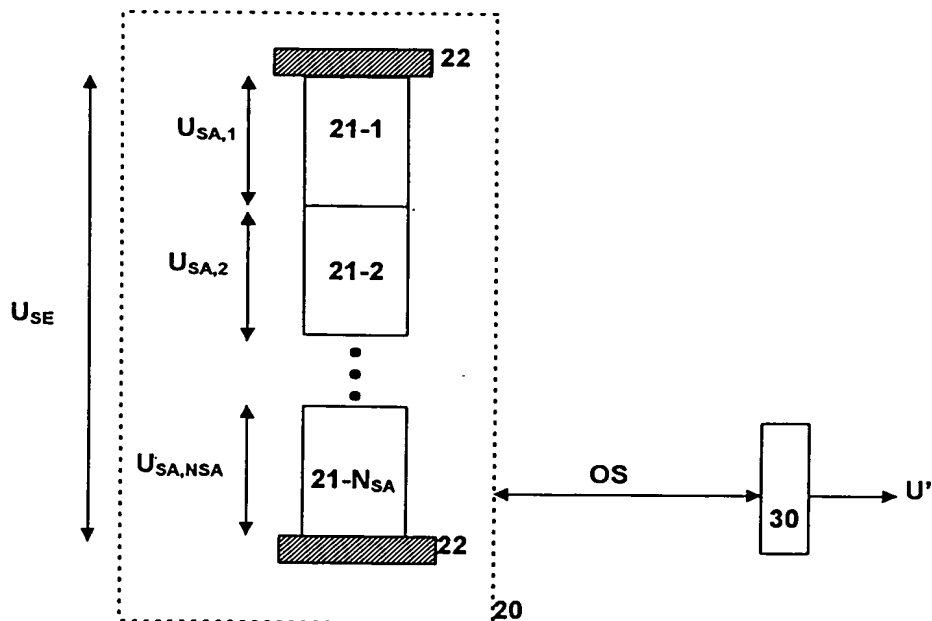 22
U_SA,1
21-1
U_SA,2
21-2
U_SE
U_SA,NSA
21-N_SA
OS
U'
30
22
20